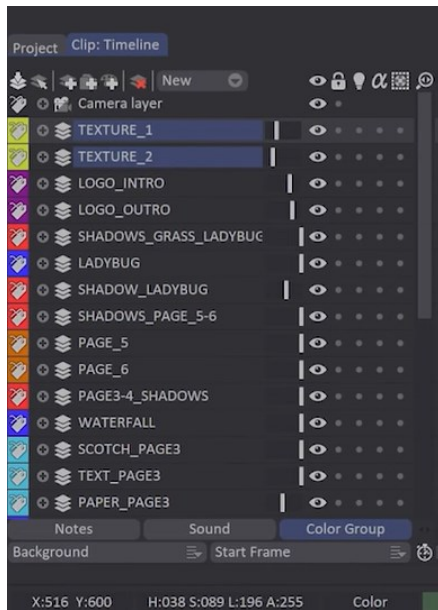 Project Clip: Timeline
New
Camera layer
TEXTURE_1
TEXTURE_2
LOGO_INTRO
LOGO_OUTRO
SHADOWS_GRASS_LADYBUG
LADYBUG
SHADOW_LADYBUG
SHADOWS_PAGE_5-6
PAGE_5
PAGE_6
PAGE3-4_SHADOWS
WATERFALL
SCOTCH_PAGE3
TEXT_PAGE3
PAPER_PAGE3
Notes Sound Color Group
Background Start Frame
X:516 Y:600 H:038 S:089 L:196 A:255 Color